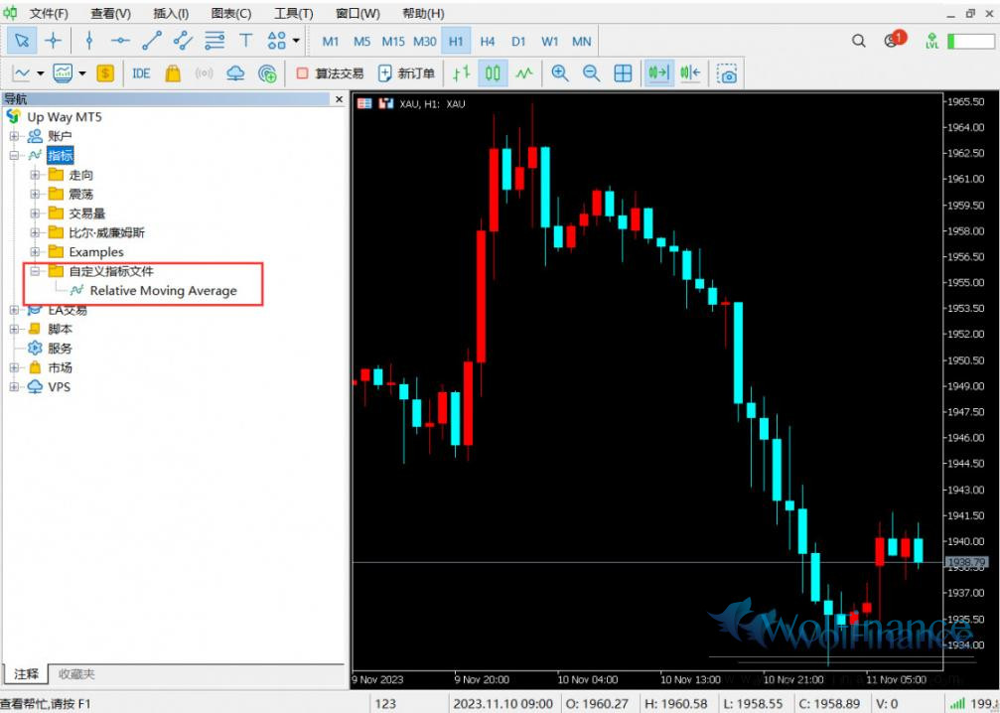 文件(F) 查看(V) 插入(I) 图表(C) 工具(T) 窗口(W) 帮助(H)
M1 M5 M15 M30 H1 H4 D1 W1 MN
1
LVL
IDE 算法交易 新订单
导航
Up Way MT5
账户
指标
走向
震荡
交易量
比尔·威廉姆斯
Examples
自定义指标文件
Relative Moving Average
EA交易
脚本
服务
市场
VPS
注释 收藏夹
XAU, H1: XAU
1965.50
1964.00
1962.50
1961.00
1959.50
1958.00
1956.50
1955.00
1953.50
1952.00
1950.50
1949.00
1947.50
1946.00
1944.50
1943.00
1941.50
1940.00
1938.79
1937.00
1935.50
1934.00
WolFinance
WolFinance
9 Nov 2023 9 Nov 20:00 10 Nov 04:00 10 Nov 13:00 10 Nov 21:00 11 Nov 05:00
查看帮忙,请按 F1 123 2023.11.10 09:00 O: 1960.27 H: 1960.58 L: 1958.55 C: 1958.89 V: 0 199.